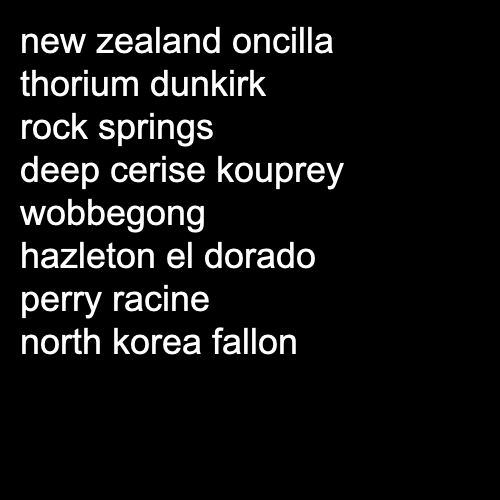 new zealand oncilla
thorium dunkirk
rock springs
deep cerise kouprey
wobbegong
hazleton el dorado
perry racine
north korea fallon